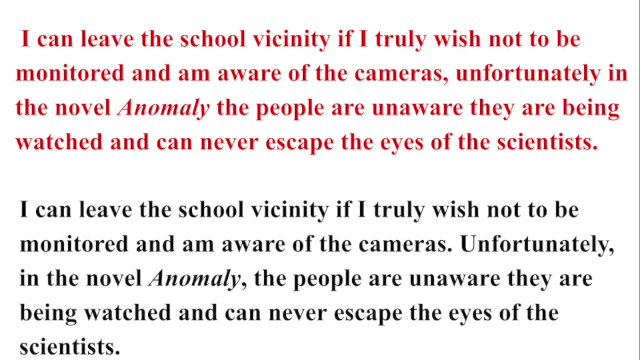 I can leave the school vicinity if I truly wish not to be
monitored and am aware of the cameras, unfortunately in
the novel Anomaly the people are unaware they are being
watched and can never escape the eyes of the scientists.
I can leave the school vicinity if I truly wish not to be
monitored and am aware of the cameras. Unfortunately,
in the novel Anomaly, the people are unaware they are
being watched and can never escape the eyes of the
scientists.